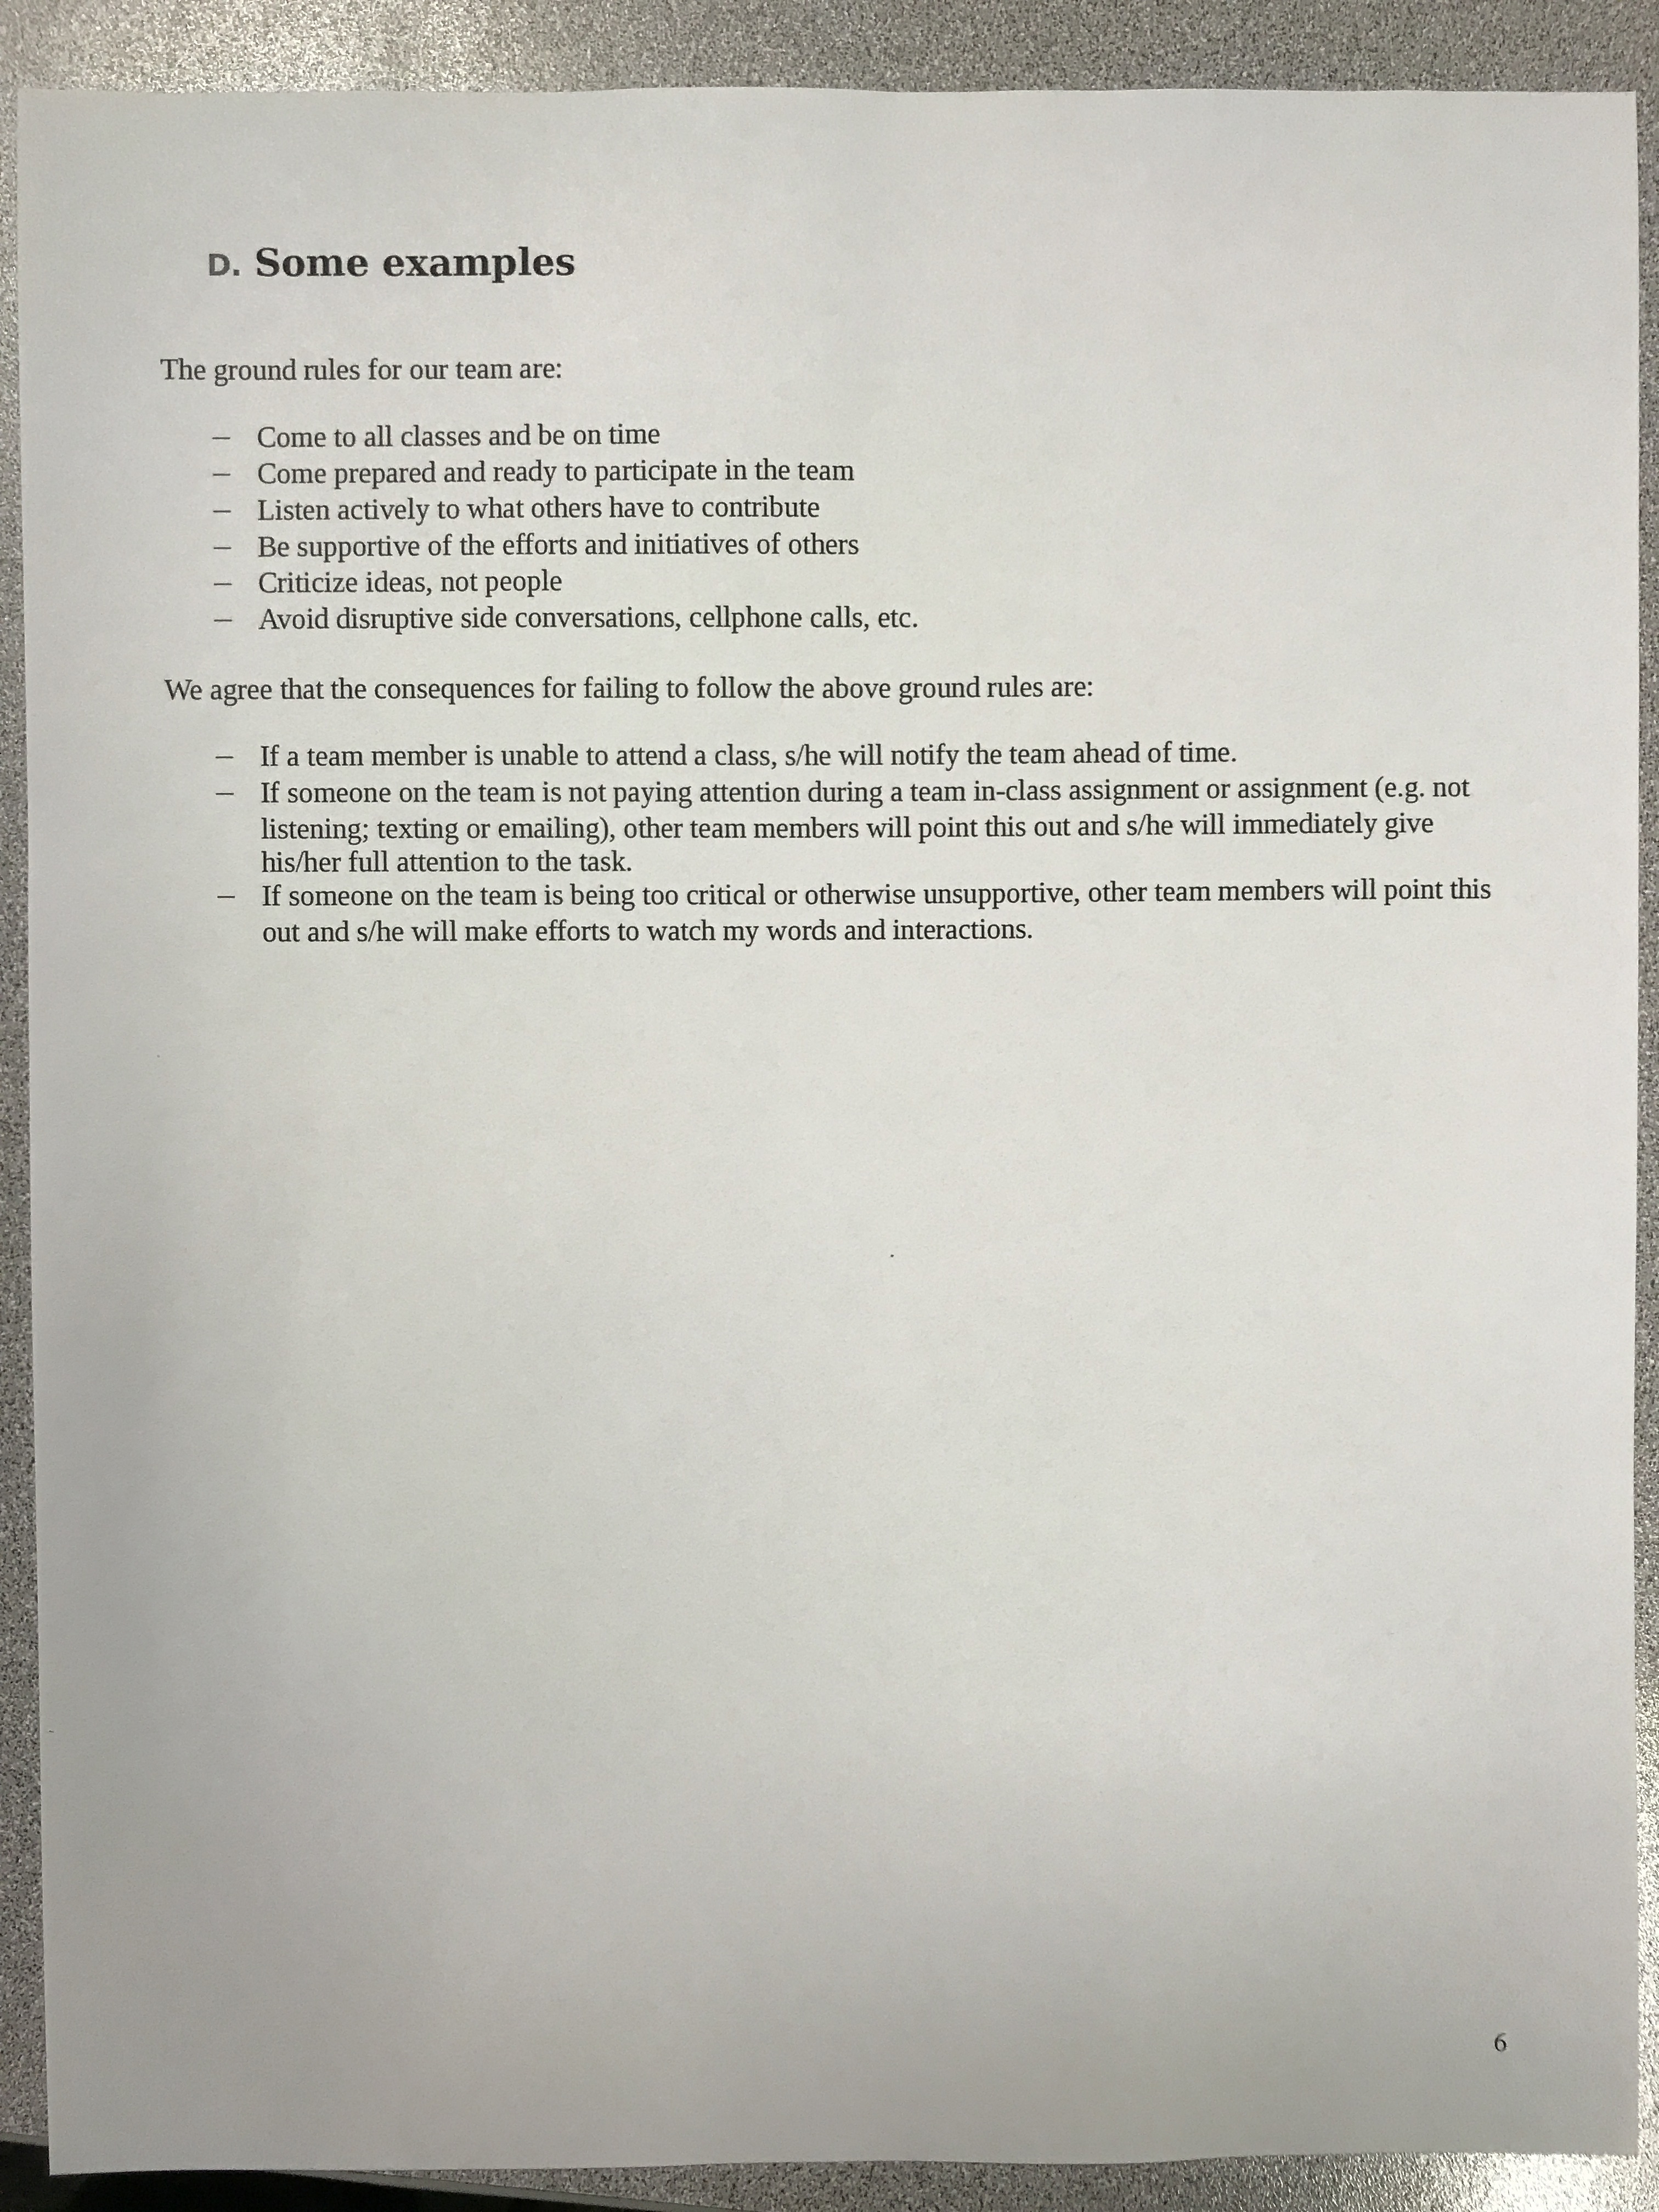 D. Some examples
The ground rules for our team are:
— Come to all classes and be on time
— Come prepared and ready to participate in the team
— Listen actively to what others have to contribute
— Be supportive of the efforts and initiatives of others
— Criticize ideas, not people
— Avoid disruptive side conversations, cellphone calls, etc.
We agree that the consequences for failing to follow the above ground rules are:
— If a team member is unable to attend a class, s/he will notify the team ahead of time.
— If someone on the team is not paying attention during a team in-class assignment or assignment (e.g. not
listening; texting or emailing), other team members will point this out and s/he will immediately give
his/her full attention to the task.
— If someone on the team is being too critical or otherwise unsupportive, other team members will point this
out and s/he will make efforts to watch my words and interactions.
6